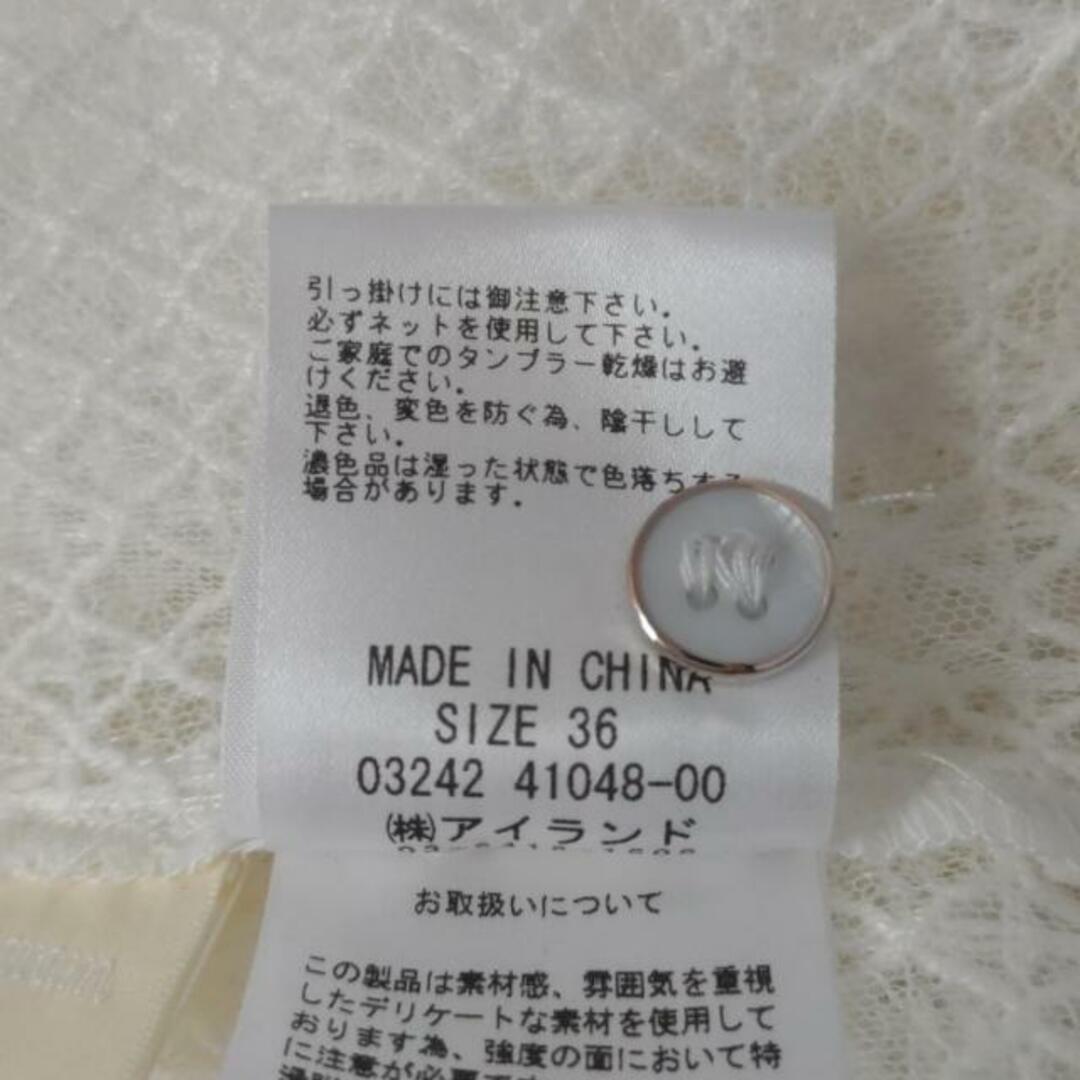 引っ掛けには御注意下さい。
必ずネットを使用して下さい。
ご家庭でのタンブラー乾燥はお避
けください。
退色、変色を防ぐ為、陰干しして
下さい。
濃色品は湿った状態で色落ちする
場合があります。
MADE IN CHINA
SIZE 36
03242 41048-00
㈱アイランド
お取扱いについて
この製品は素材感、雰囲気を重視
したデリケートな素材を使用して
おります為、強度の面において特
に注意が必要です